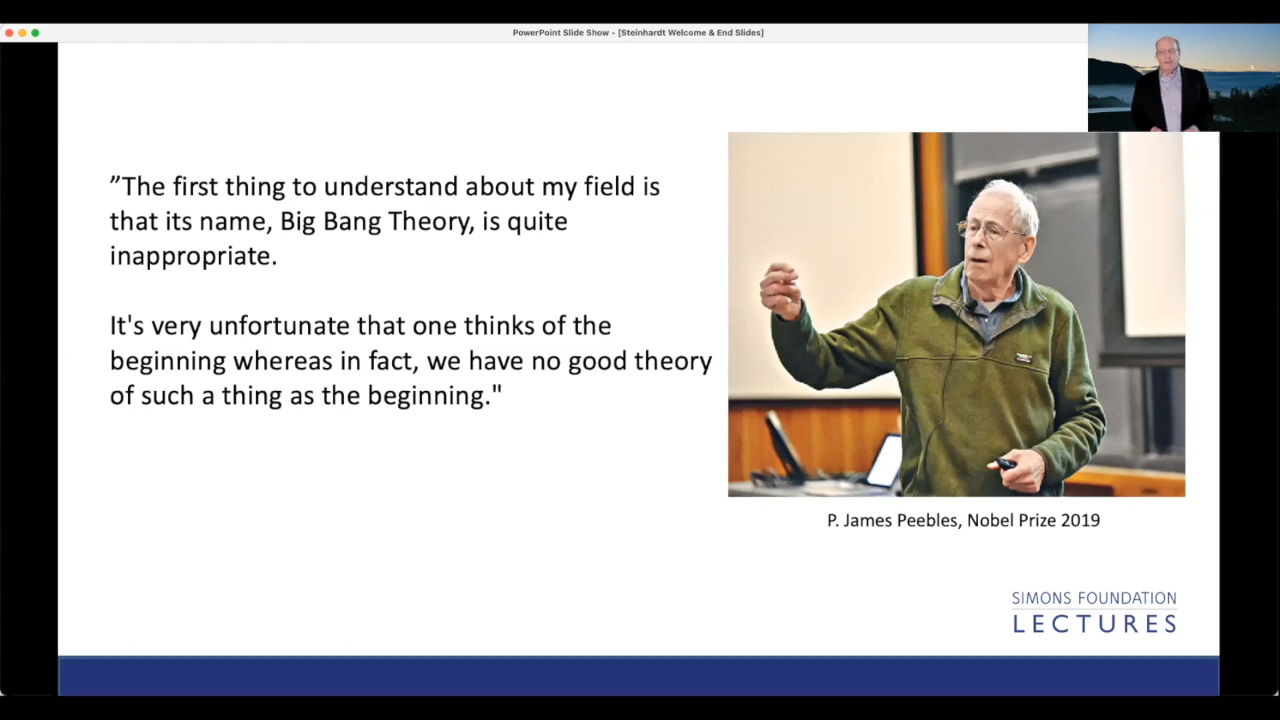 PowerPoint Slide Show - [Steinhardt Welcome & End Slides]
”The first thing to understand about my field is
that its name, Big Bang Theory, is quite
inappropriate.
It's very unfortunate that one thinks of the
beginning whereas in fact, we have no good theory
of such a thing as the beginning."
P. James Peebles, Nobel Prize 2019
SIMONS FOUNDATION
LECTURES